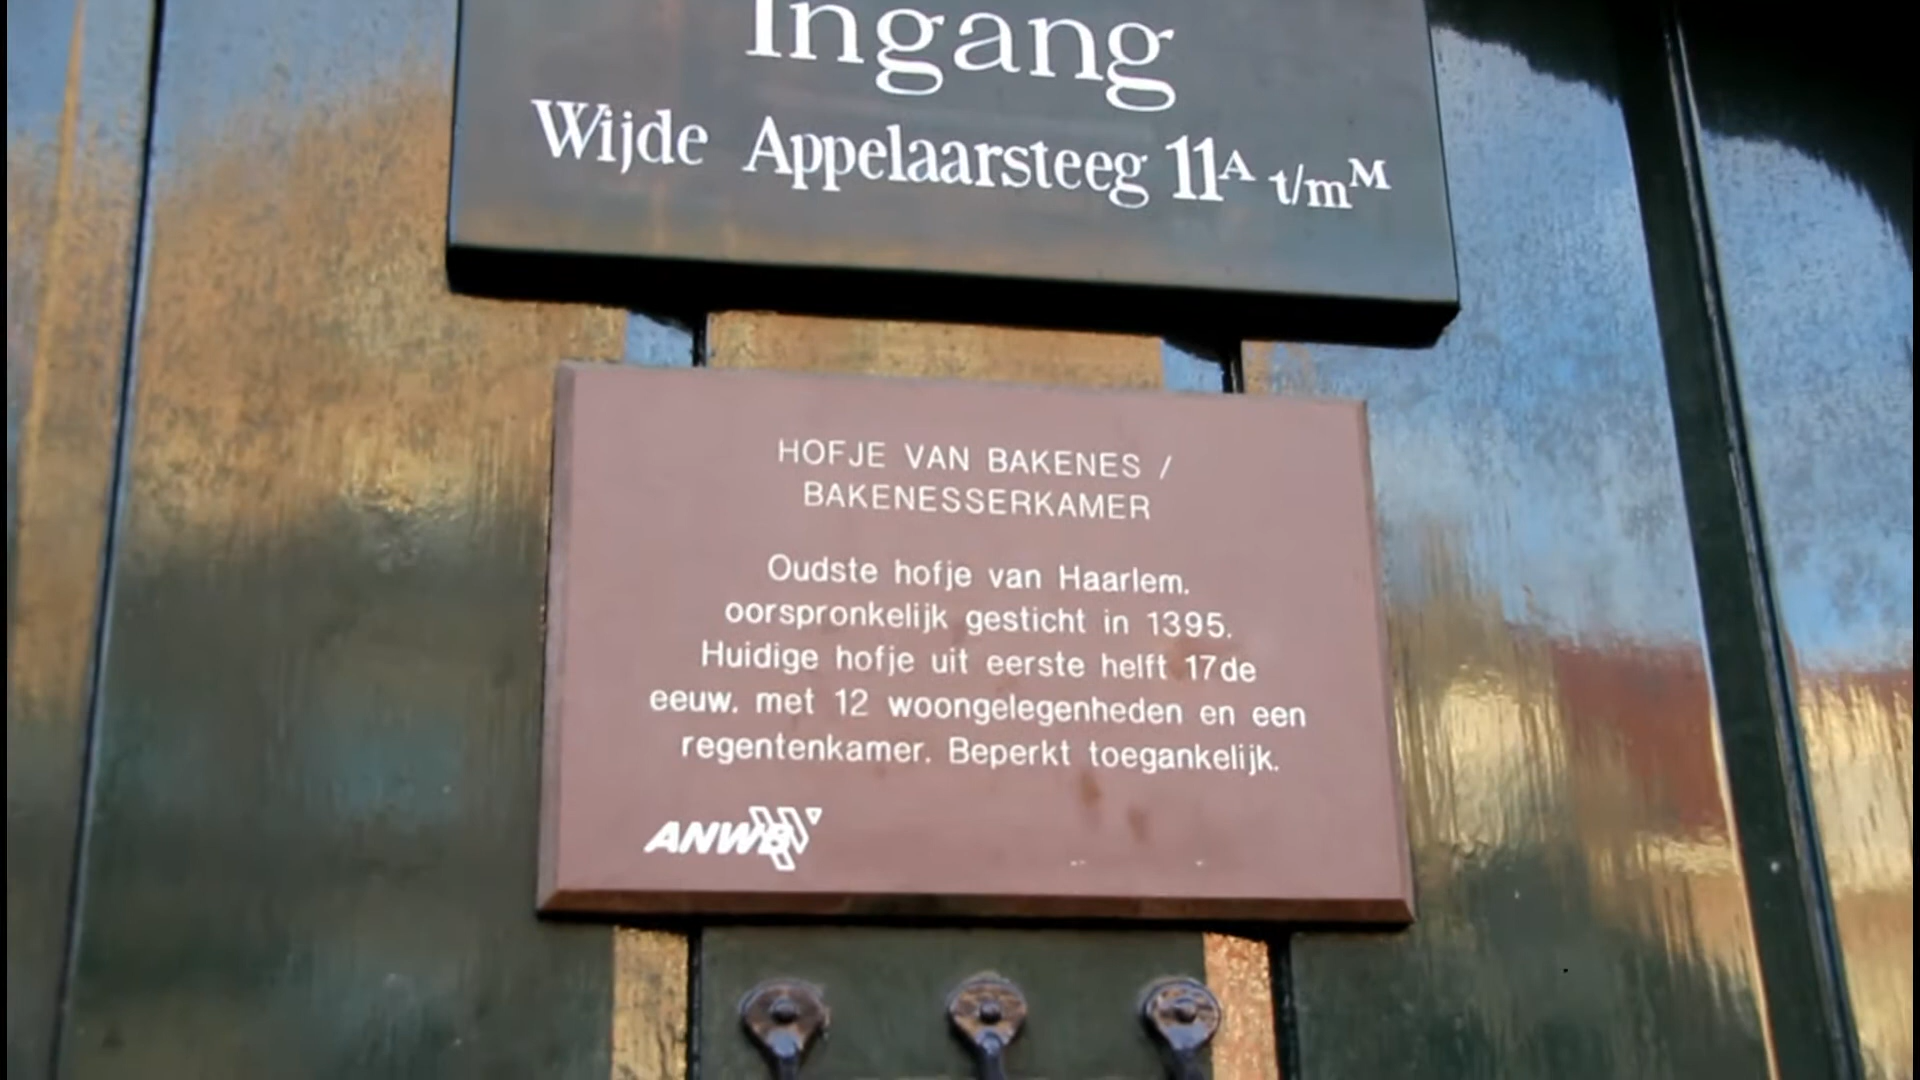 Ingang
Wijde Appelaarsteeg 11A t/m M
HOFJE VAN BAKENES /
BAKENESSERKAMER
Oudste hofje van Haarlem.
oorspronkelijk gesticht in 1395.
Huidige hofje uit eerste helft 17de
eeuw. met 12 woongelegenheden en een
regentenkamer. Beperkt toegankelijk.
ANWB